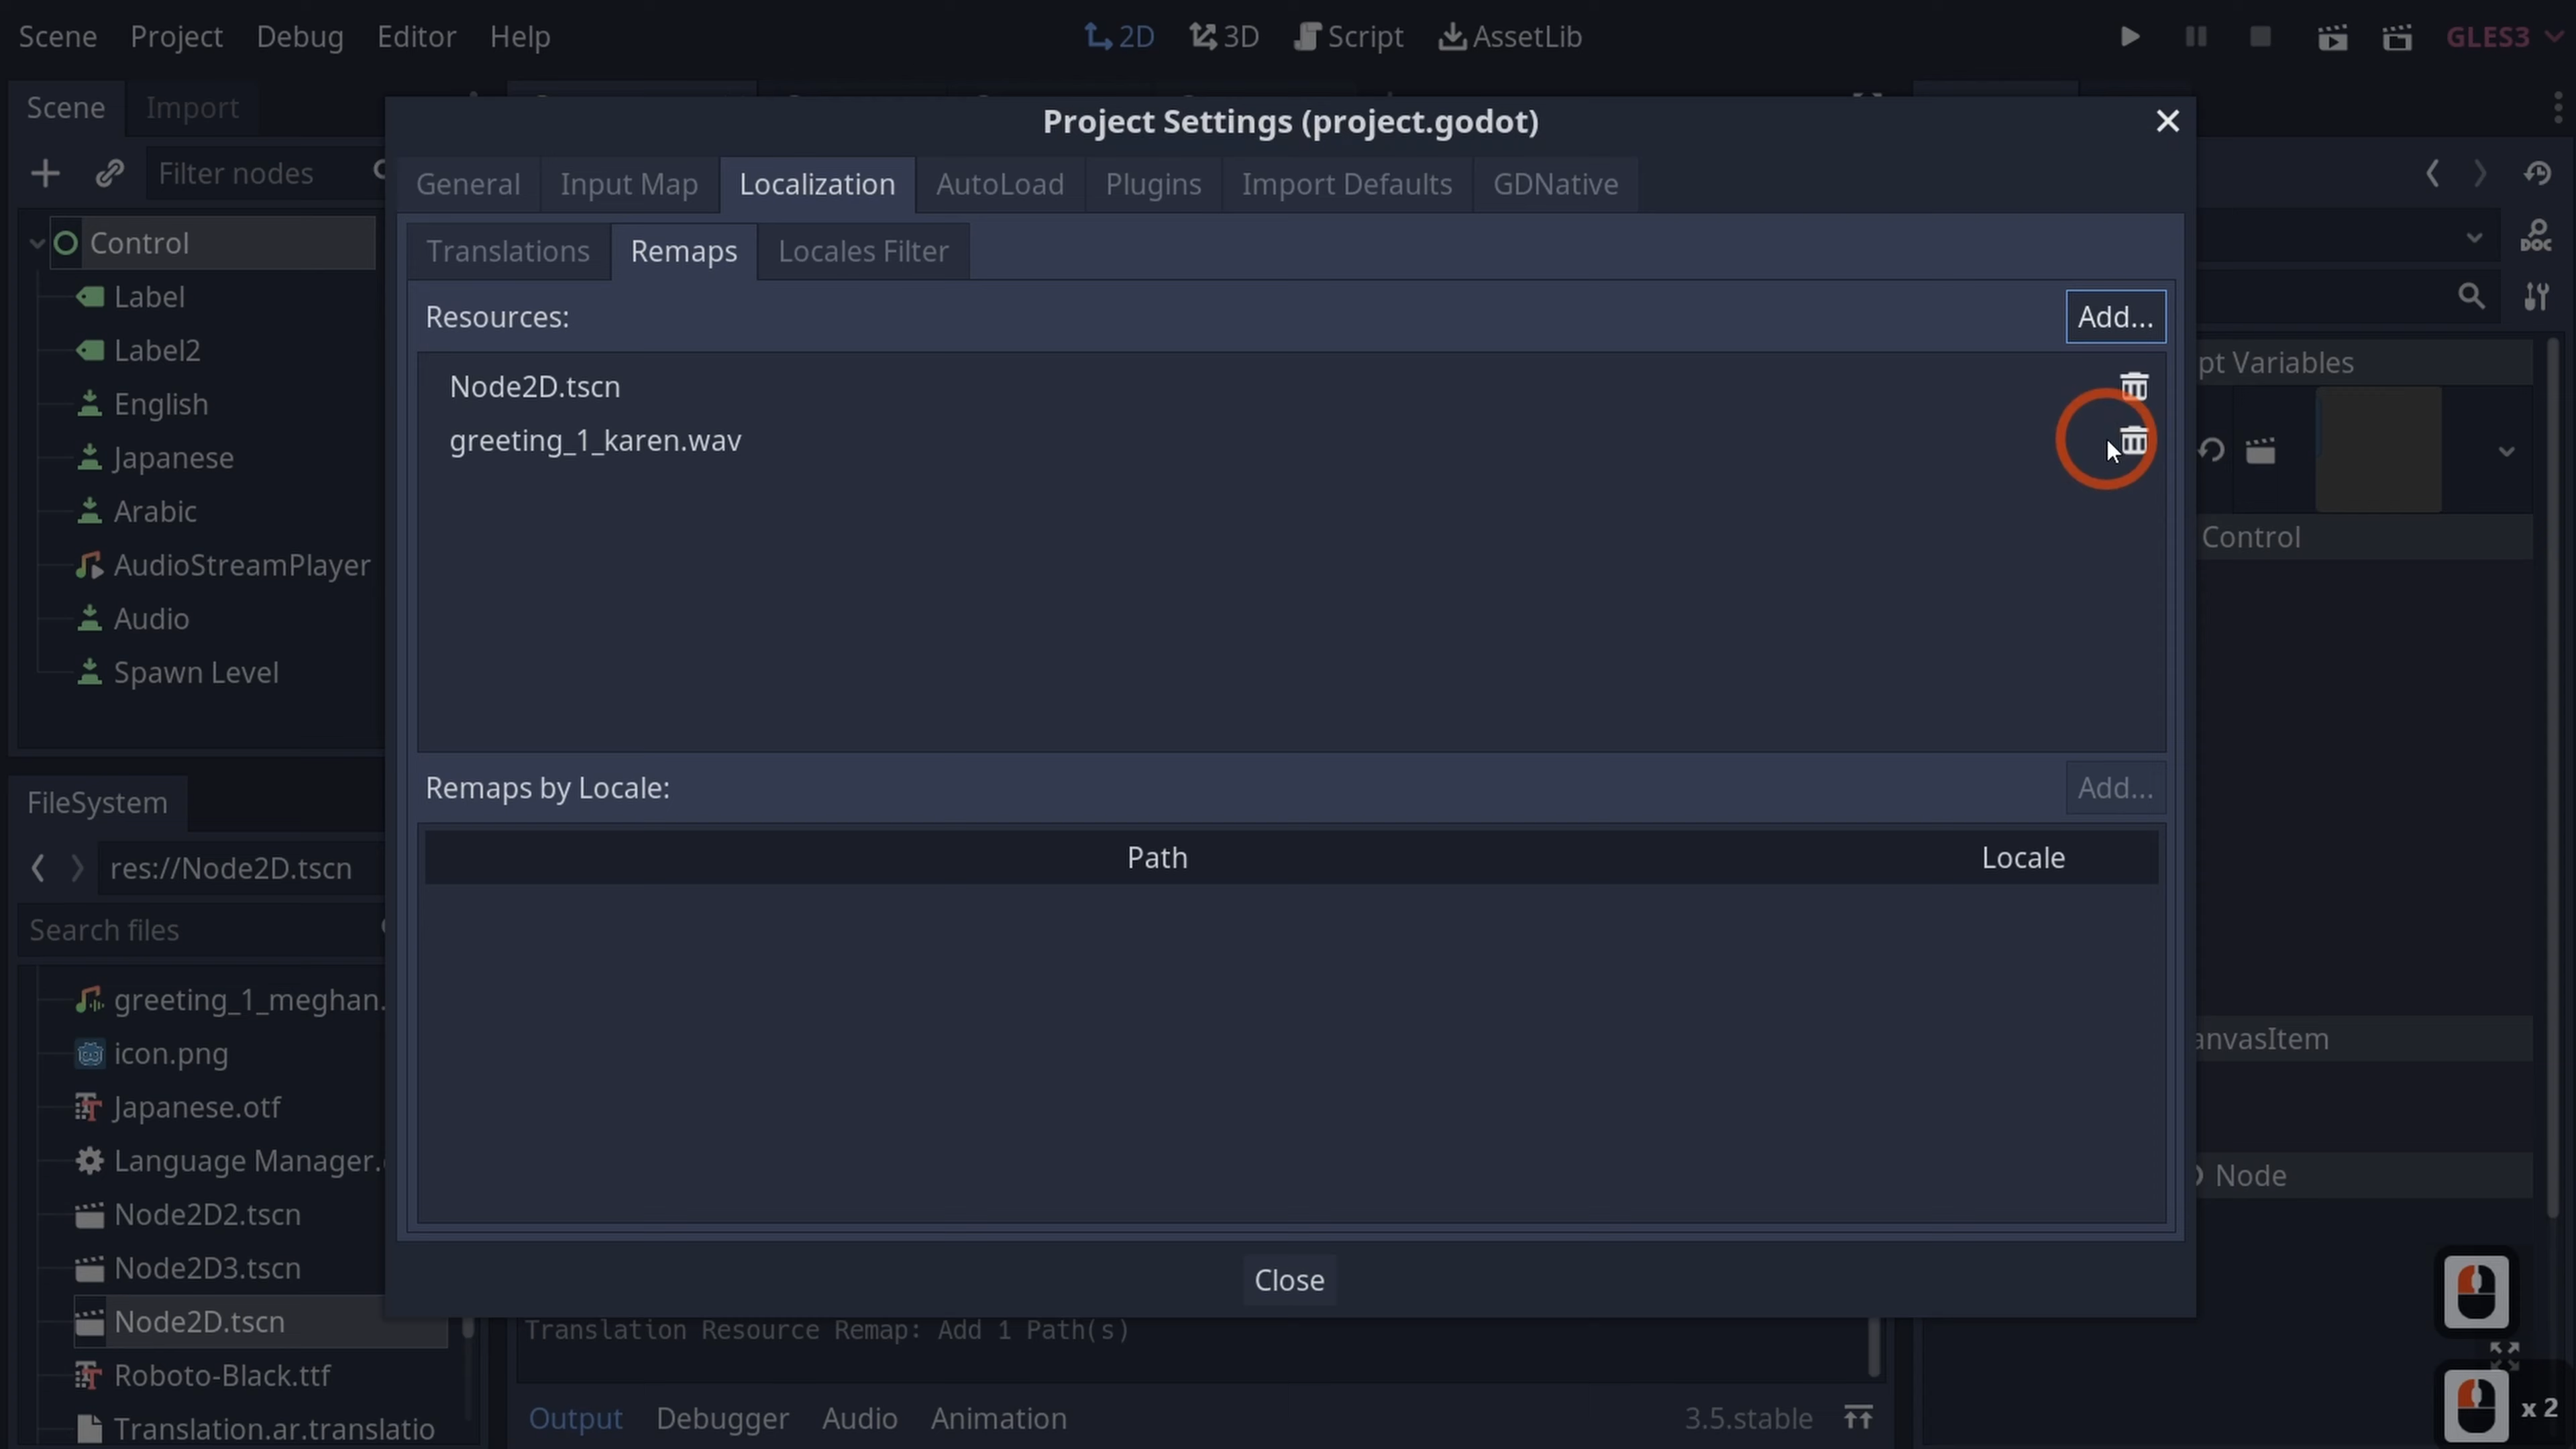 Scene Project Debug Editor Help
2D 3D Script AssetLib
GLES3
Scene Import
Filter nodes
Control
Label
Label2
English
Japanese
Arabic
AudioStreamPlayer
Audio
Spawn Level
FileSystem
res://Node2D.tscn
Search files
greeting_1_meghan.
icon.png
Japanese.otf
Language Manager.
Node2D2.tscn
Node2D3.tscn
Node2D.tscn
Roboto-Black.ttf
Translation.ar.translatio
Project Settings (project.godot)
General Input Map Localization AutoLoad Plugins Import Defaults GDNative
Translations Remaps Locales Filter
Resources: Add...
Node2D.tscn
greeting_1_karen.wav
Remaps by Locale: Add...
Path Locale
Close
Translation Resource Remap: Add 1 Path(s)
Output Debugger Audio Animation 3.5.stable
DOC
pt Variables
Control
anvasItem
Node
x 2